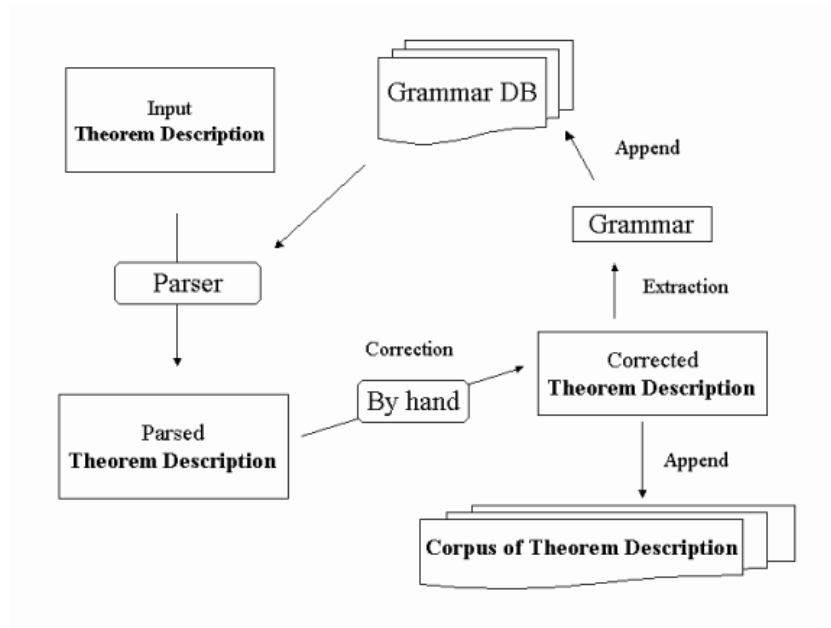 Input
Theorem Description
Grammar DB
Append
Grammar
Parser
Extraction
Correction
By hand
Corrected
Theorem Description
Parsed
Theorem Description
Append
Corpus of Theorem Description